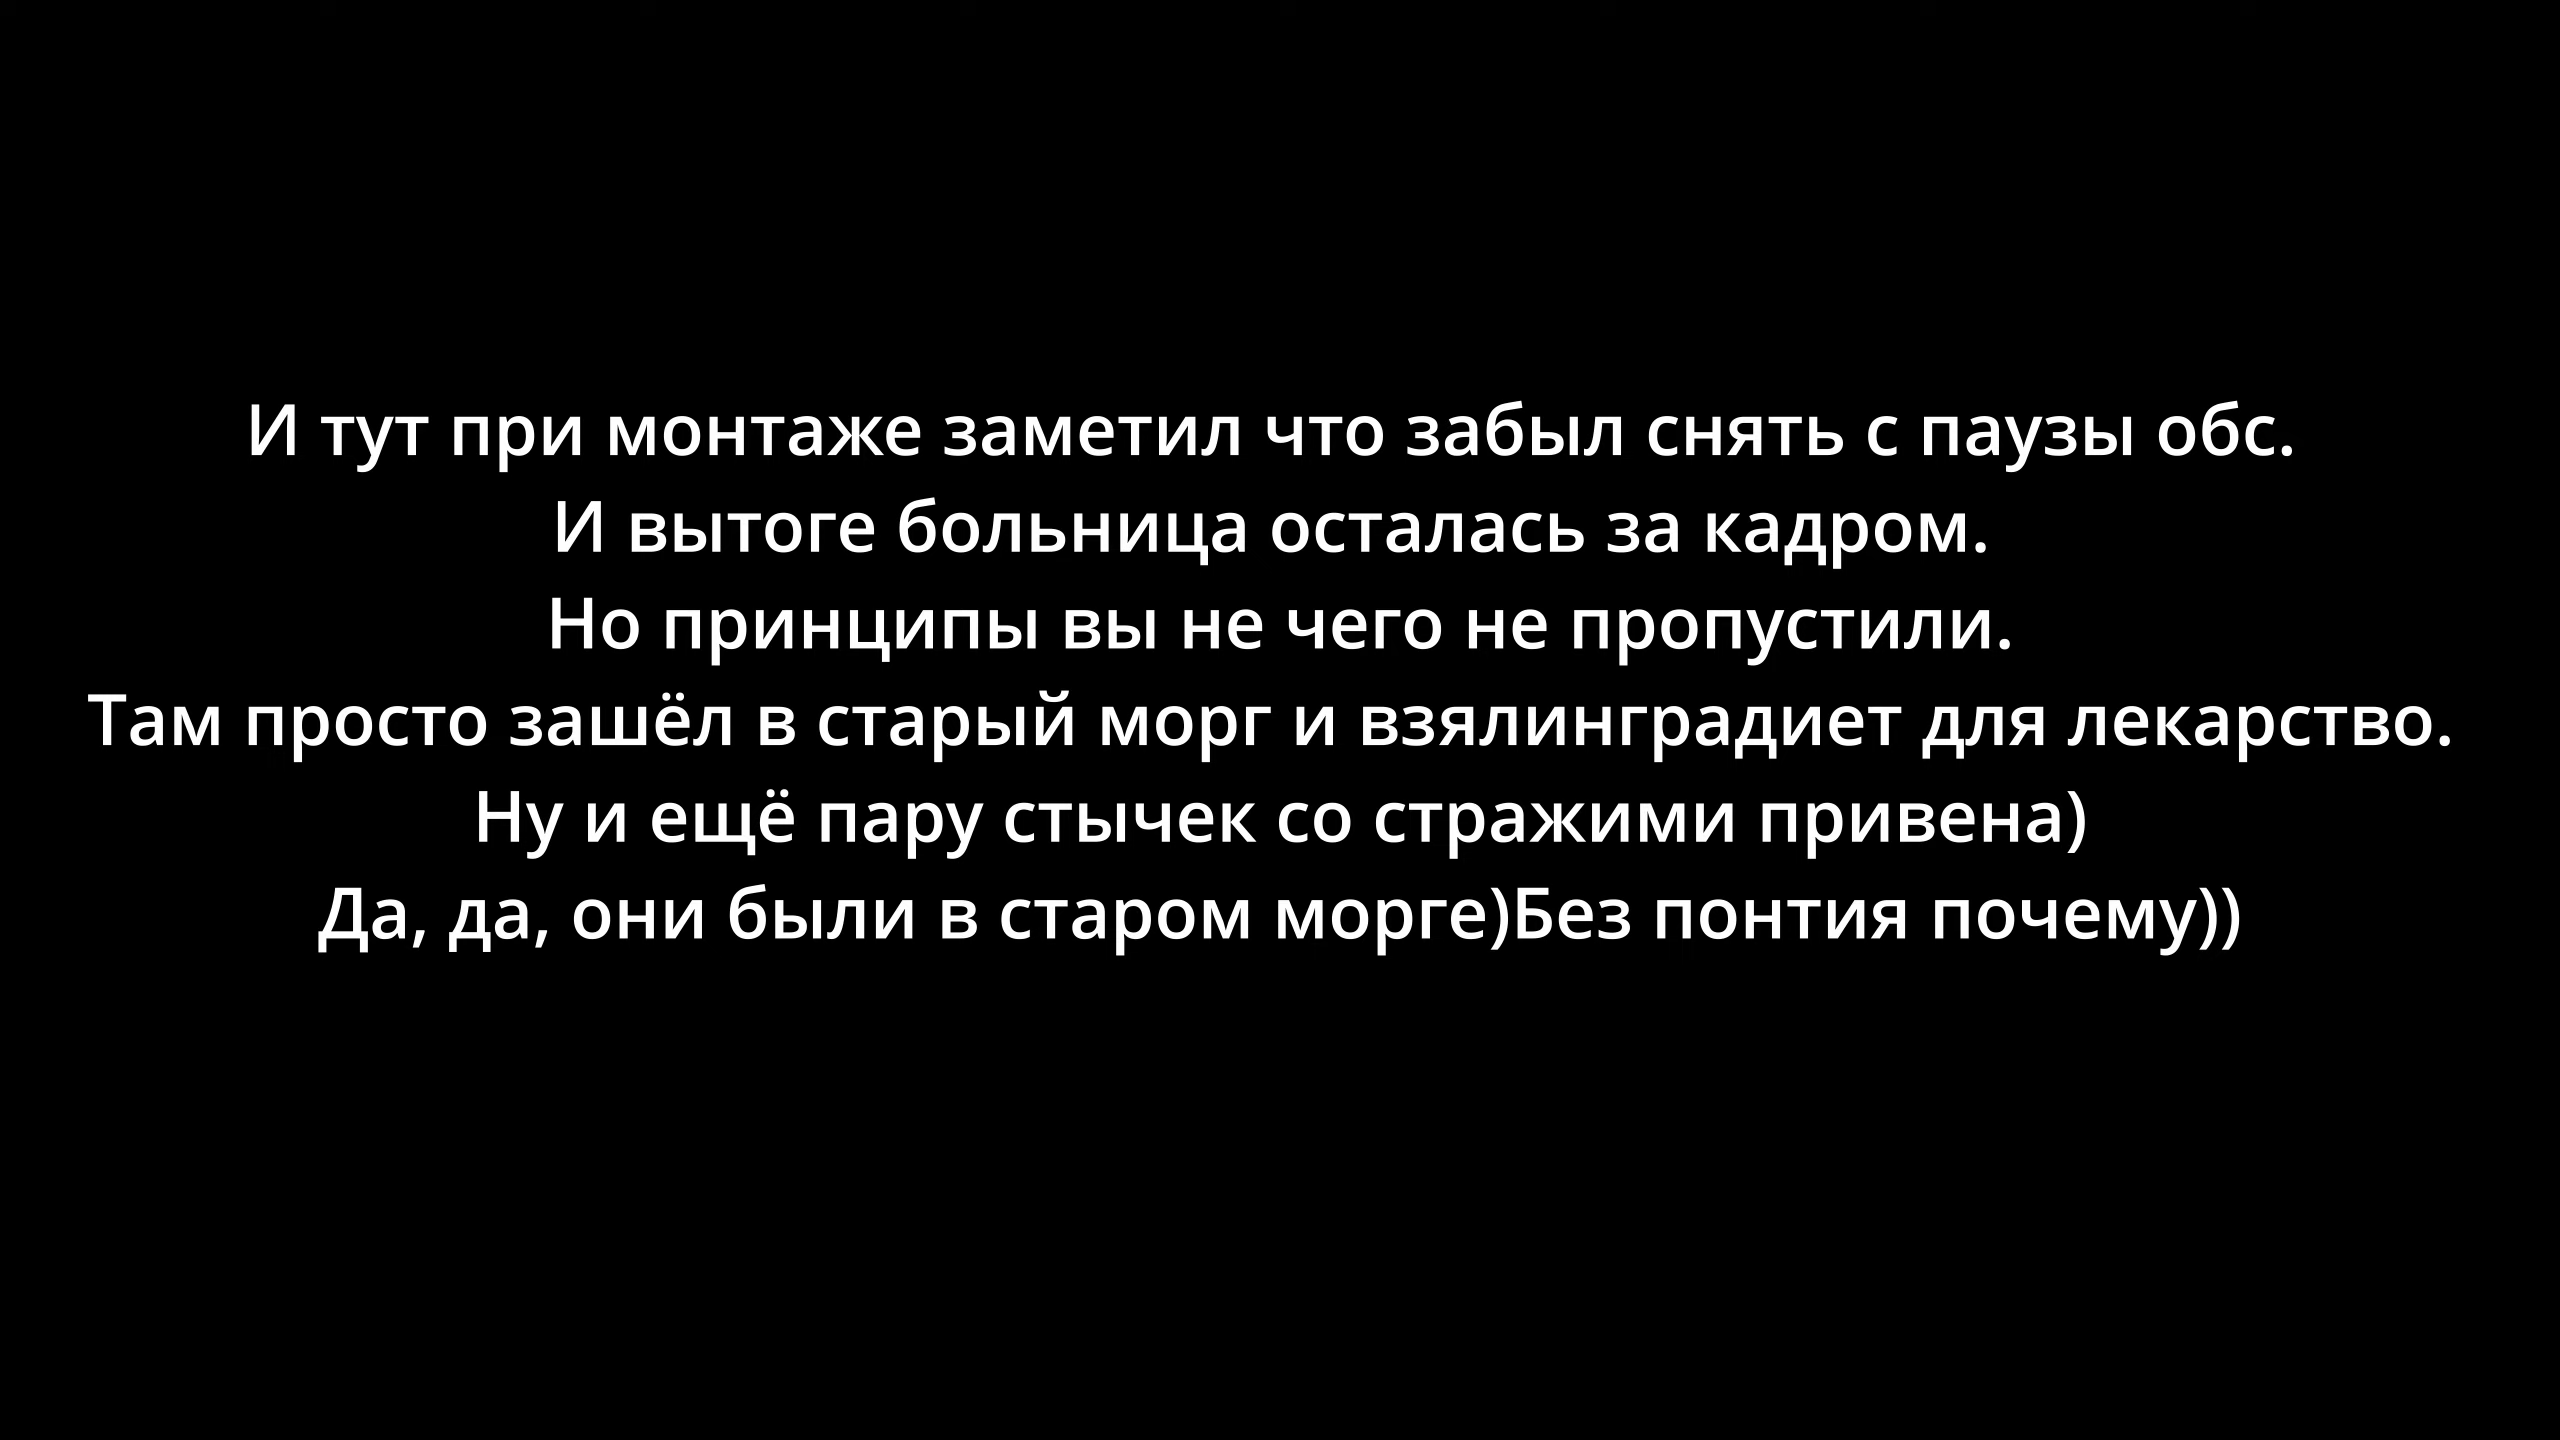 И тут при монтаже заметил что забыл снять с паузы обс.
И вытоге больница осталась за кадром.
Но принципы вы не чего не пропустили.
Там просто зашёл в старый морг и взялинградиет для лекарство.
Ну и ещё пару стычек со стражими привена)
Да, да, они были в старом морге)Без понтия почему))